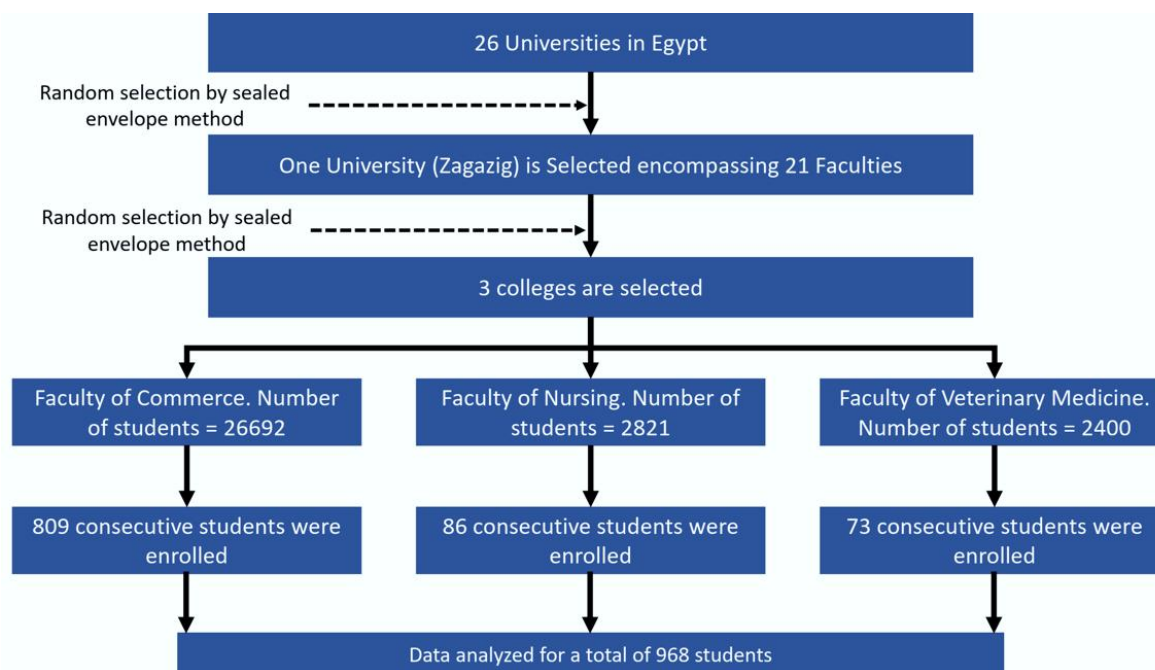 26 Universities in Egypt
Random selection by sealed
envelope method
One University (Zagazig) is Selected encompassing 21 Faculties
Random selection by sealed
envelope method
3 colleges are selected
Faculty of Commerce. Number
of students = 26692
Faculty of Nursing. Number of
students = 2821
Faculty of Veterinary Medicine.
Number of students = 2400
809 consecutive students were
enrolled
86 consecutive students were
enrolled
73 consecutive students were
enrolled
Data analyzed for a total of 968 students